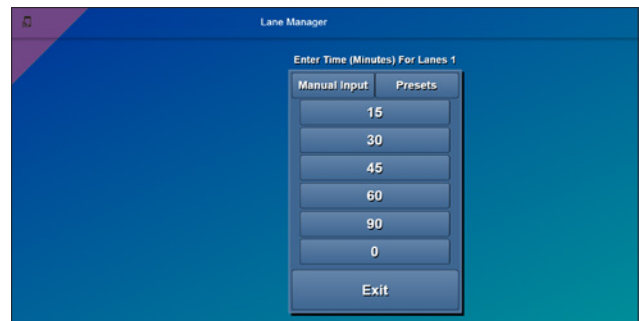 Lane Manager
Enter Time (Minutes) For Lanes 1
Manual Input Presets
15
30
45
60
90
0
Exit